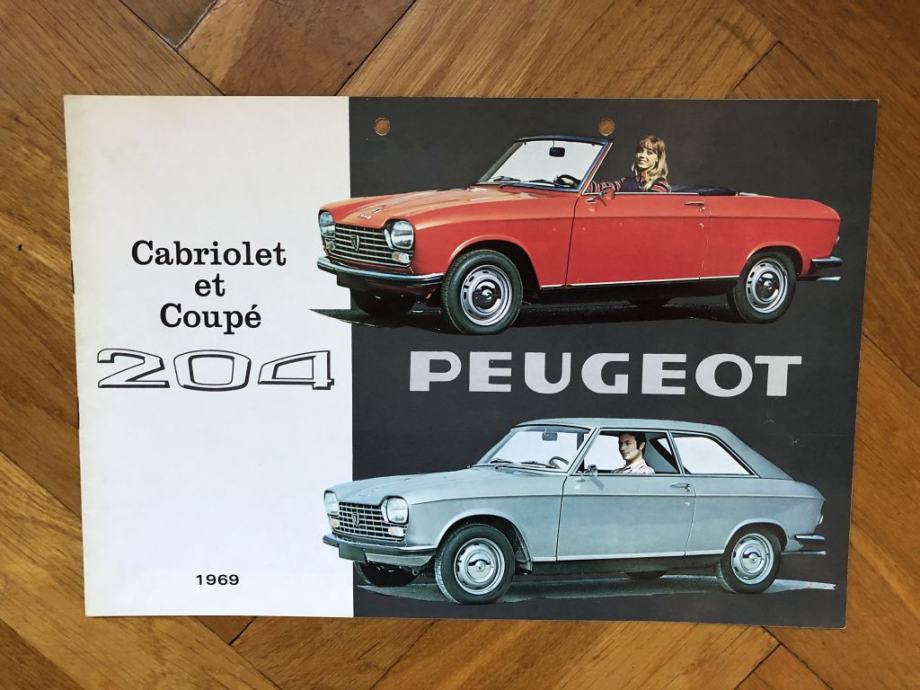 Cabriolet
et
Coupé
204
1969
PEUGEOT